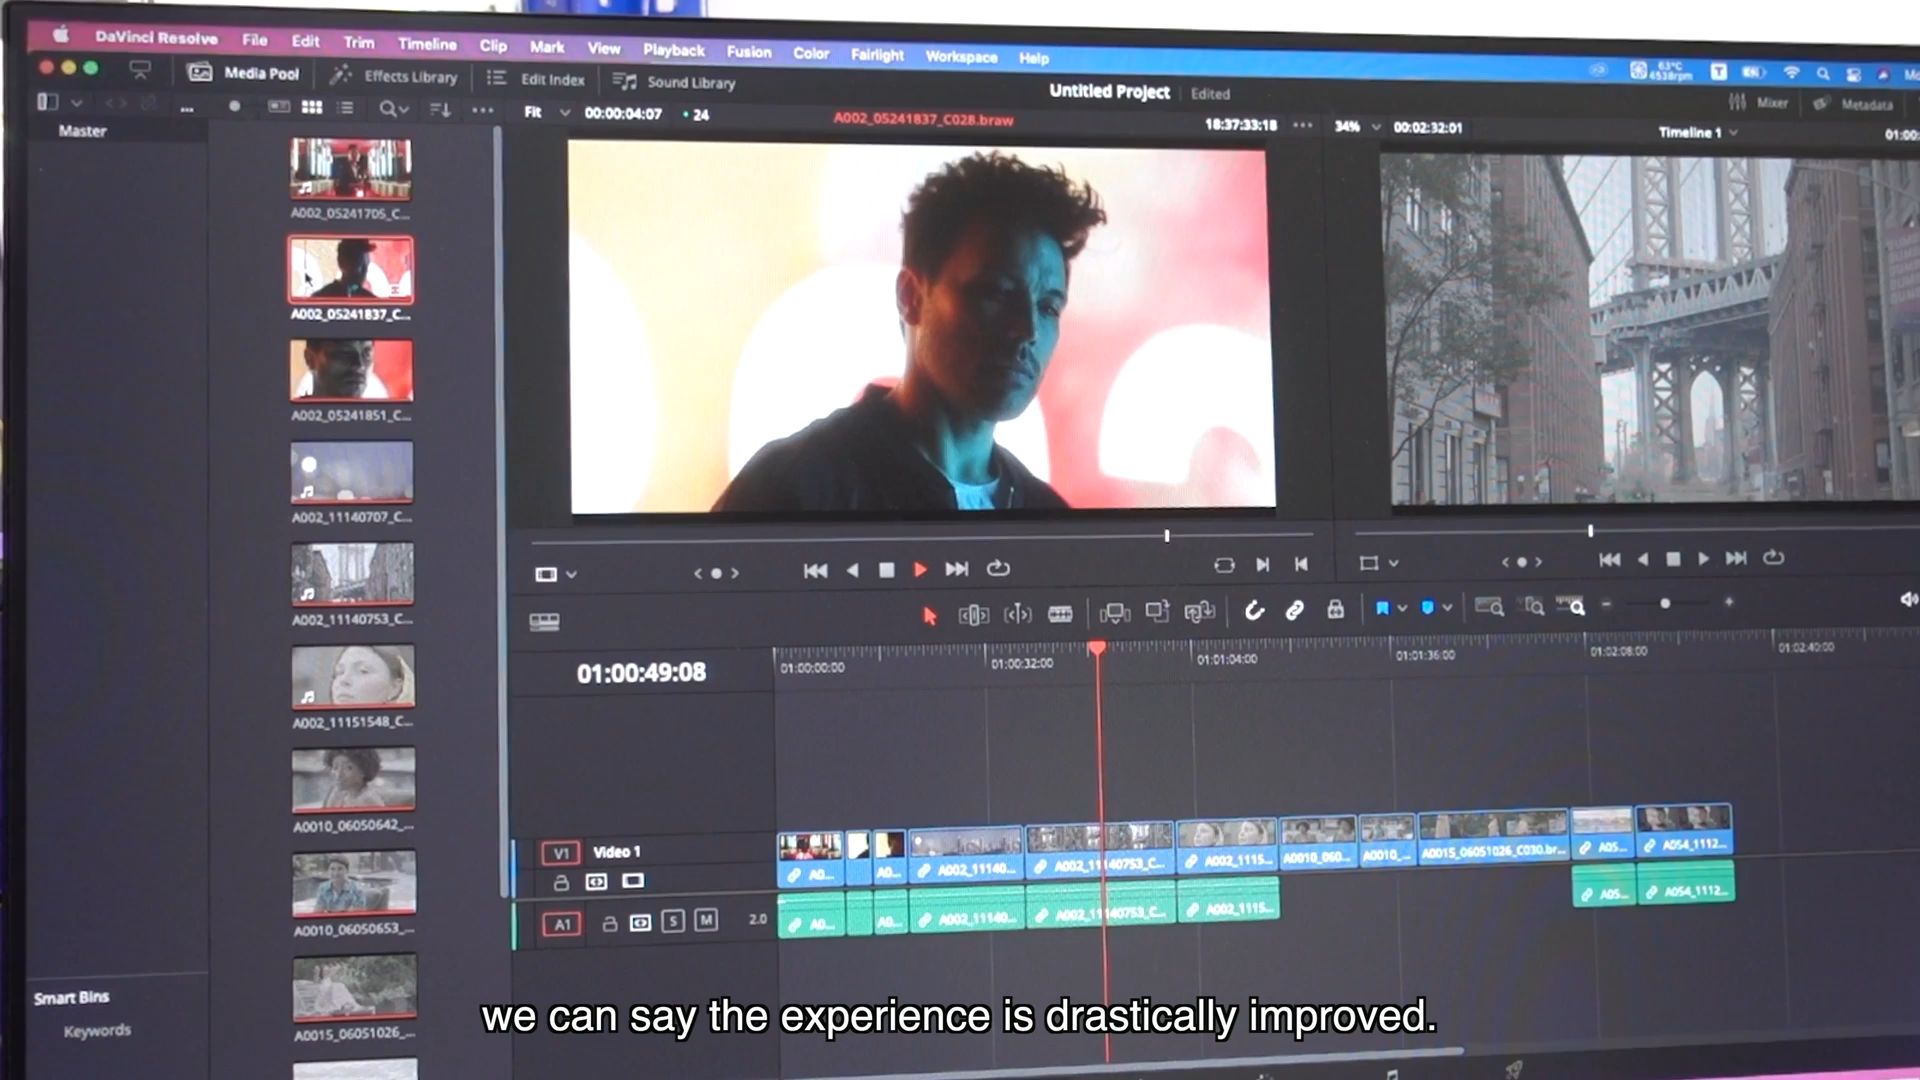 DaVinci Resolve File Edit Trim Timeline Clip Mark View Playback Fusion Color Fairlight Workspace Help
63°C
6538rpm
Media Pool Effects Library Edit Index Sound Library Untitled Project Edited Mixer Metadata
Fit 00:00:04:07 24 A002_05241837_C028.braw 18:37:33:18 34% 00:02:32:01 Timeline 1 01:00:
Master
A002_05241705_C...
A002_05241837_C...
A002_05241851_C...
A002_11140707_C...
A002_11140753_C...
A002_11151548_C...
A0010_06050642_...
A0010_06050653_...
A0015_06051026_...
01:00:49:08
01:00:00:00 01:00:32:00 01:01:04:00 01:01:36:00 01:02:08:00 01:02:40:00
V1 Video 1
A0... A0... A002_11140... A002_11140753_C... A002_1115... A0010_060... A0010_... A0015_06051026_C030.br... A05... A054_1112...
A1 S M 2.0
A0... A0... A002_11140... A002_11140753_C... A002_1115... A05... A054_1112...
Smart Bins
Keywords
we can say the experience is drastically improved.